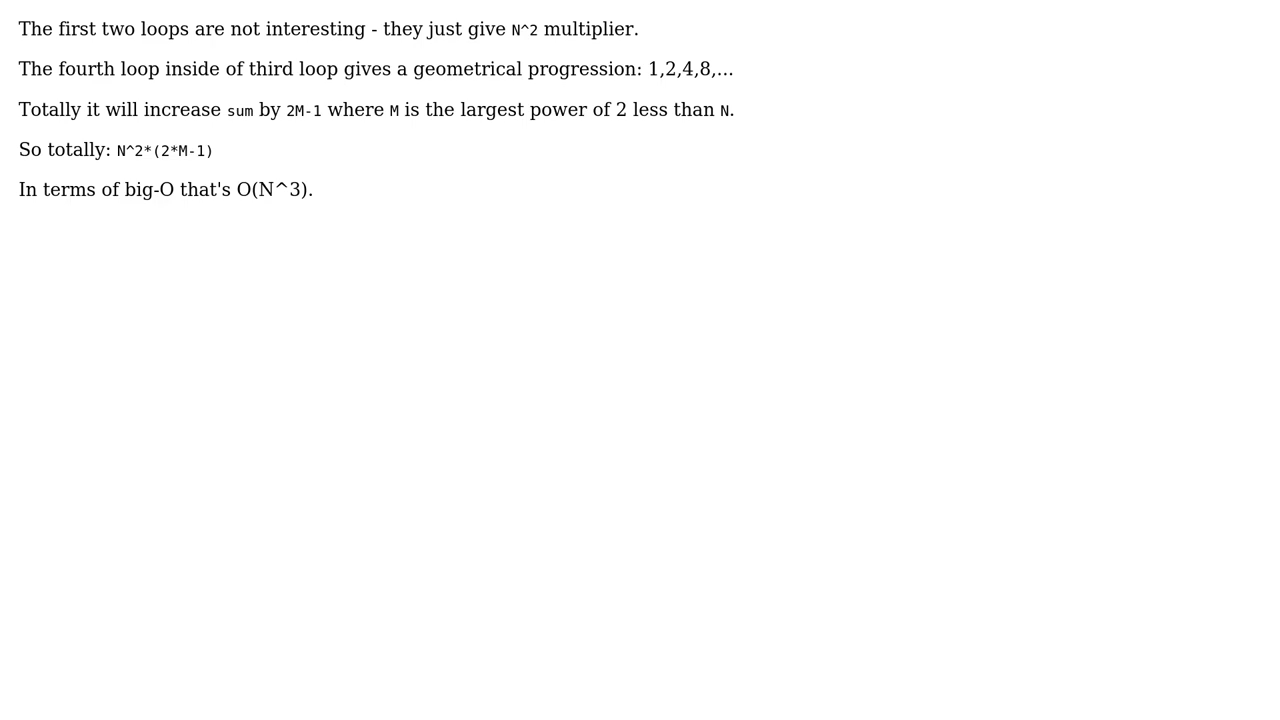 The first two loops are not interesting - they just give N^2 multiplier.
The fourth loop inside of third loop gives a geometrical progression: 1,2,4,8,...
Totally it will increase sum by 2M-1 where M is the largest power of 2 less than N.
So totally: N^2*(2*M-1)
In terms of big-O that's O(N^3).